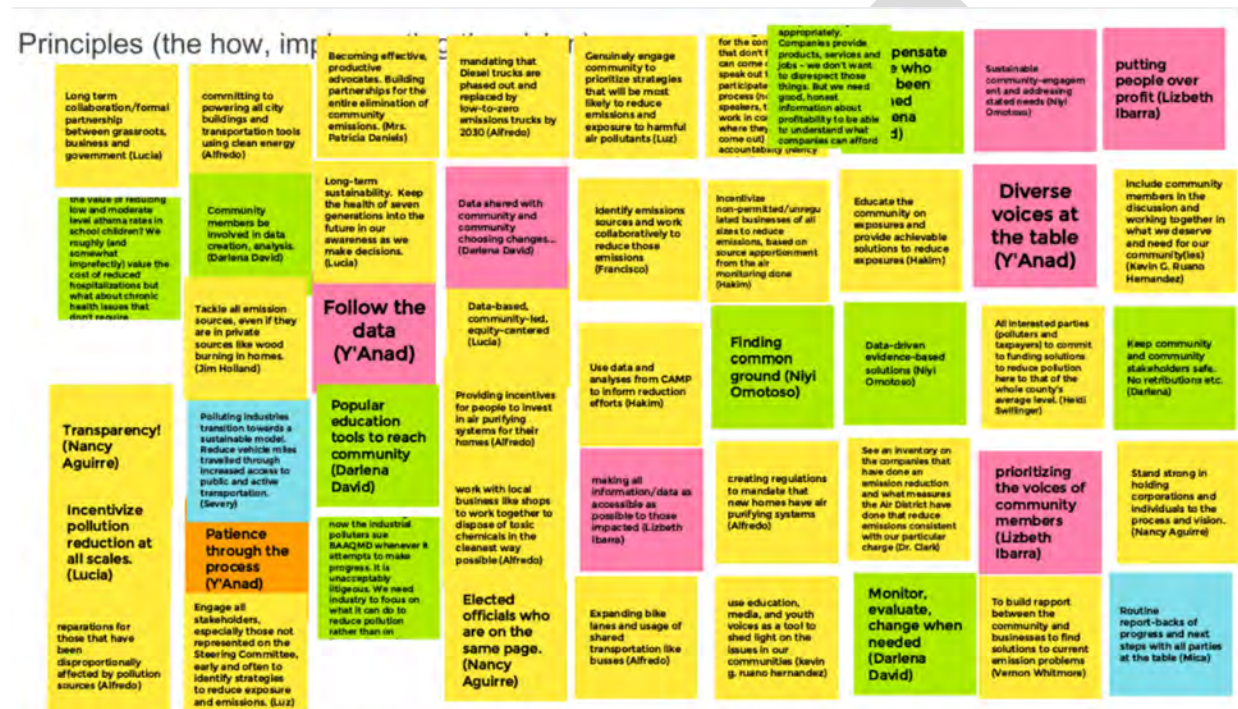 Principles (the how, imp
Long term
collaboration/formal
partnership
between grassroots,
business and
government (Lucia)
committing to
powering all city
buildings and
transportation tools
using clean energy
(Alfredo)
Becoming effective,
productive
advocates. Building
partnerships for the
entire elimination of
community
emissions. (Mrs.
Patricia Daniels)
mandating that
Diesel trucks are
phased out and
replaced by
low-to-zero
emissions trucks by
2030 (Alfredo)
Genuinely engage
community to
prioritize strategies
that will be most
likely to reduce
emissions and
exposure to harmful
air pollutants (Luz)
for the con
that don't
can come
speak out
participate
process (n
speakers, t
work in co
where they
come out)
accountability (Nancy
appropriately.
Companies provide
products, services and
jobs - we don't want
to disrespect those
things. But we need
good, honest
information about
profitability to be able
to understand what
companies can afford
pensate
who
been
ned
ena
d)
Sustainable
community-engagem
ent and addressing
stated needs (Niyi
Omotoso)
putting
people over
profit (Lizbeth
Ibarra)
the value of reducing
low and moderate
level athsma rates in
school children? We
roughly (and
somewhat
imprefectly) value the
cost of reduced
hospitalizations but
what about chronic
health issues that
don't require
Community
members be
involved in data
creation, analysis.
(Darlena David)
Long-term
sustainability. Keep
the health of seven
generations into the
future in our
awareness as we
make decisions.
(Lucia)
Data shared with
community and
community
choosing changes...
(Darlena David)
Identify emissions
sources and work
collaboratively to
reduce those
emissions
(Francisco)
Incentivize
non-permitted/unregu
lated businesses of all
sizes to reduce
emissions, based on
source apportionment
from the air
monitoring done
(Hakim)
Educate the
community on
exposures and
provide achievable
solutions to reduce
exposures (Hakim)
Diverse
voices at
the table
(Y'Anad)
Include community
members in the
discussion and
working together in
what we deserve
and need for our
community(ies)
(Kevin G. Ruano
Hernandez)
Tackle all emission
sources, even if they
are in private
sources like wood
burning in homes.
(Jim Holland)
Follow the
data
(Y'Anad)
Data-based,
community-led,
equity-centered
(Lucia)
Use data and
analyses from CAMP
to inform reduction
efforts (Hakim)
Finding
common
ground (Niyi
Omotoso)
Data-driven
evidence-based
solutions (Niyi
Omotoso)
All interested parties
(polluters and
taxpayers) to commit
to funding solutions
to reduce pollution
here to that of the
whole county's
average level. (Heidi
Swillinger)
Keep community
and community
stakeholders safe.
No retributions etc.
(Darlena)
Transparency!
(Nancy
Aguirre)
Polluting industries
transition towards a
sustainable model.
Reduce vehicle miles
travelled through
increased access to
public and active
transportation.
(Severy)
Popular
education
tools to reach
community
(Darlena
David)
Providing incentives
for people to invest
in air purifying
systems for their
homes (Alfredo)
making all
information/data as
accessible as
possible to those
impacted (Lizbeth
Ibarra)
creating regulations
to mandate that
new homes have air
purifying systems
(Alfredo)
See an inventory on
the companies that
have done an
emission reduction
and what measures
the Air District have
done that reduce
emissions consistent
with our particular
charge (Dr. Clark)
prioritizing
the voices of
community
members
(Lizbeth
Ibarra)
Stand strong in
holding
corporations and
individuals to the
process and vision.
(Nancy Aguirre)
Incentivize
pollution
reduction at
all scales.
(Lucia)
Patience
through the
process
(Y'Anad)
now the industrial
polluters sue
BAAQMD whenever it
attempts to make
progress. It is
unacceptably
litigeous. We need
industry to focus on
what it can do to
reduce pollution
rather than on
work with local
business like shops
to work together to
dispose of toxic
chemicals in the
cleanest way
possible (Alfredo)
reparations for
those that have
been
disproportionally
affected by pollution
sources (Alfredo)
Engage all
stakeholders,
especially those not
represented on the
Steering Committee,
early and often to
identify strategies
to reduce exposure
and emissions. (Luz)
Elected
officials who
are on the
same page.
(Nancy
Aguirre)
Expanding bike
lanes and usage of
shared
transportation like
busses (Alfredo)
use education,
media, and youth
voices as a tool to
shed light on the
issues in our
communities (kevin
g. ruano hernandez)
Monitor,
evaluate,
change when
needed
(Darlena
David)
To build rapport
between the
community and
businesses to find
solutions to current
emission problems
(Vernon Whitmore)
Routine
report-backs of
progress and next
steps with all parties
at the table (Mica)